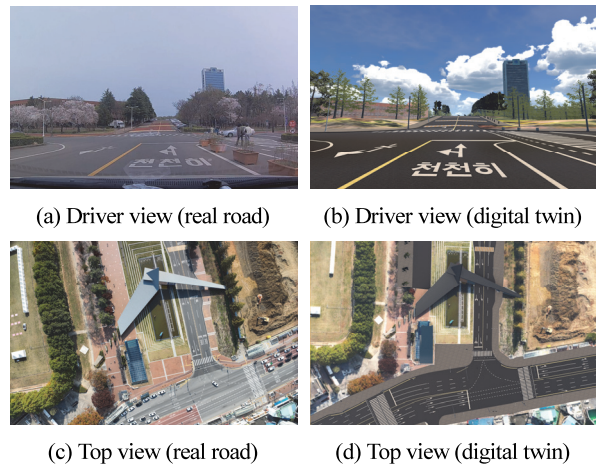 천천히
천천히
(a) Driver view (real road)
(b) Driver view (digital twin)
(c) Top view (real road)
(d) Top view (digital twin)